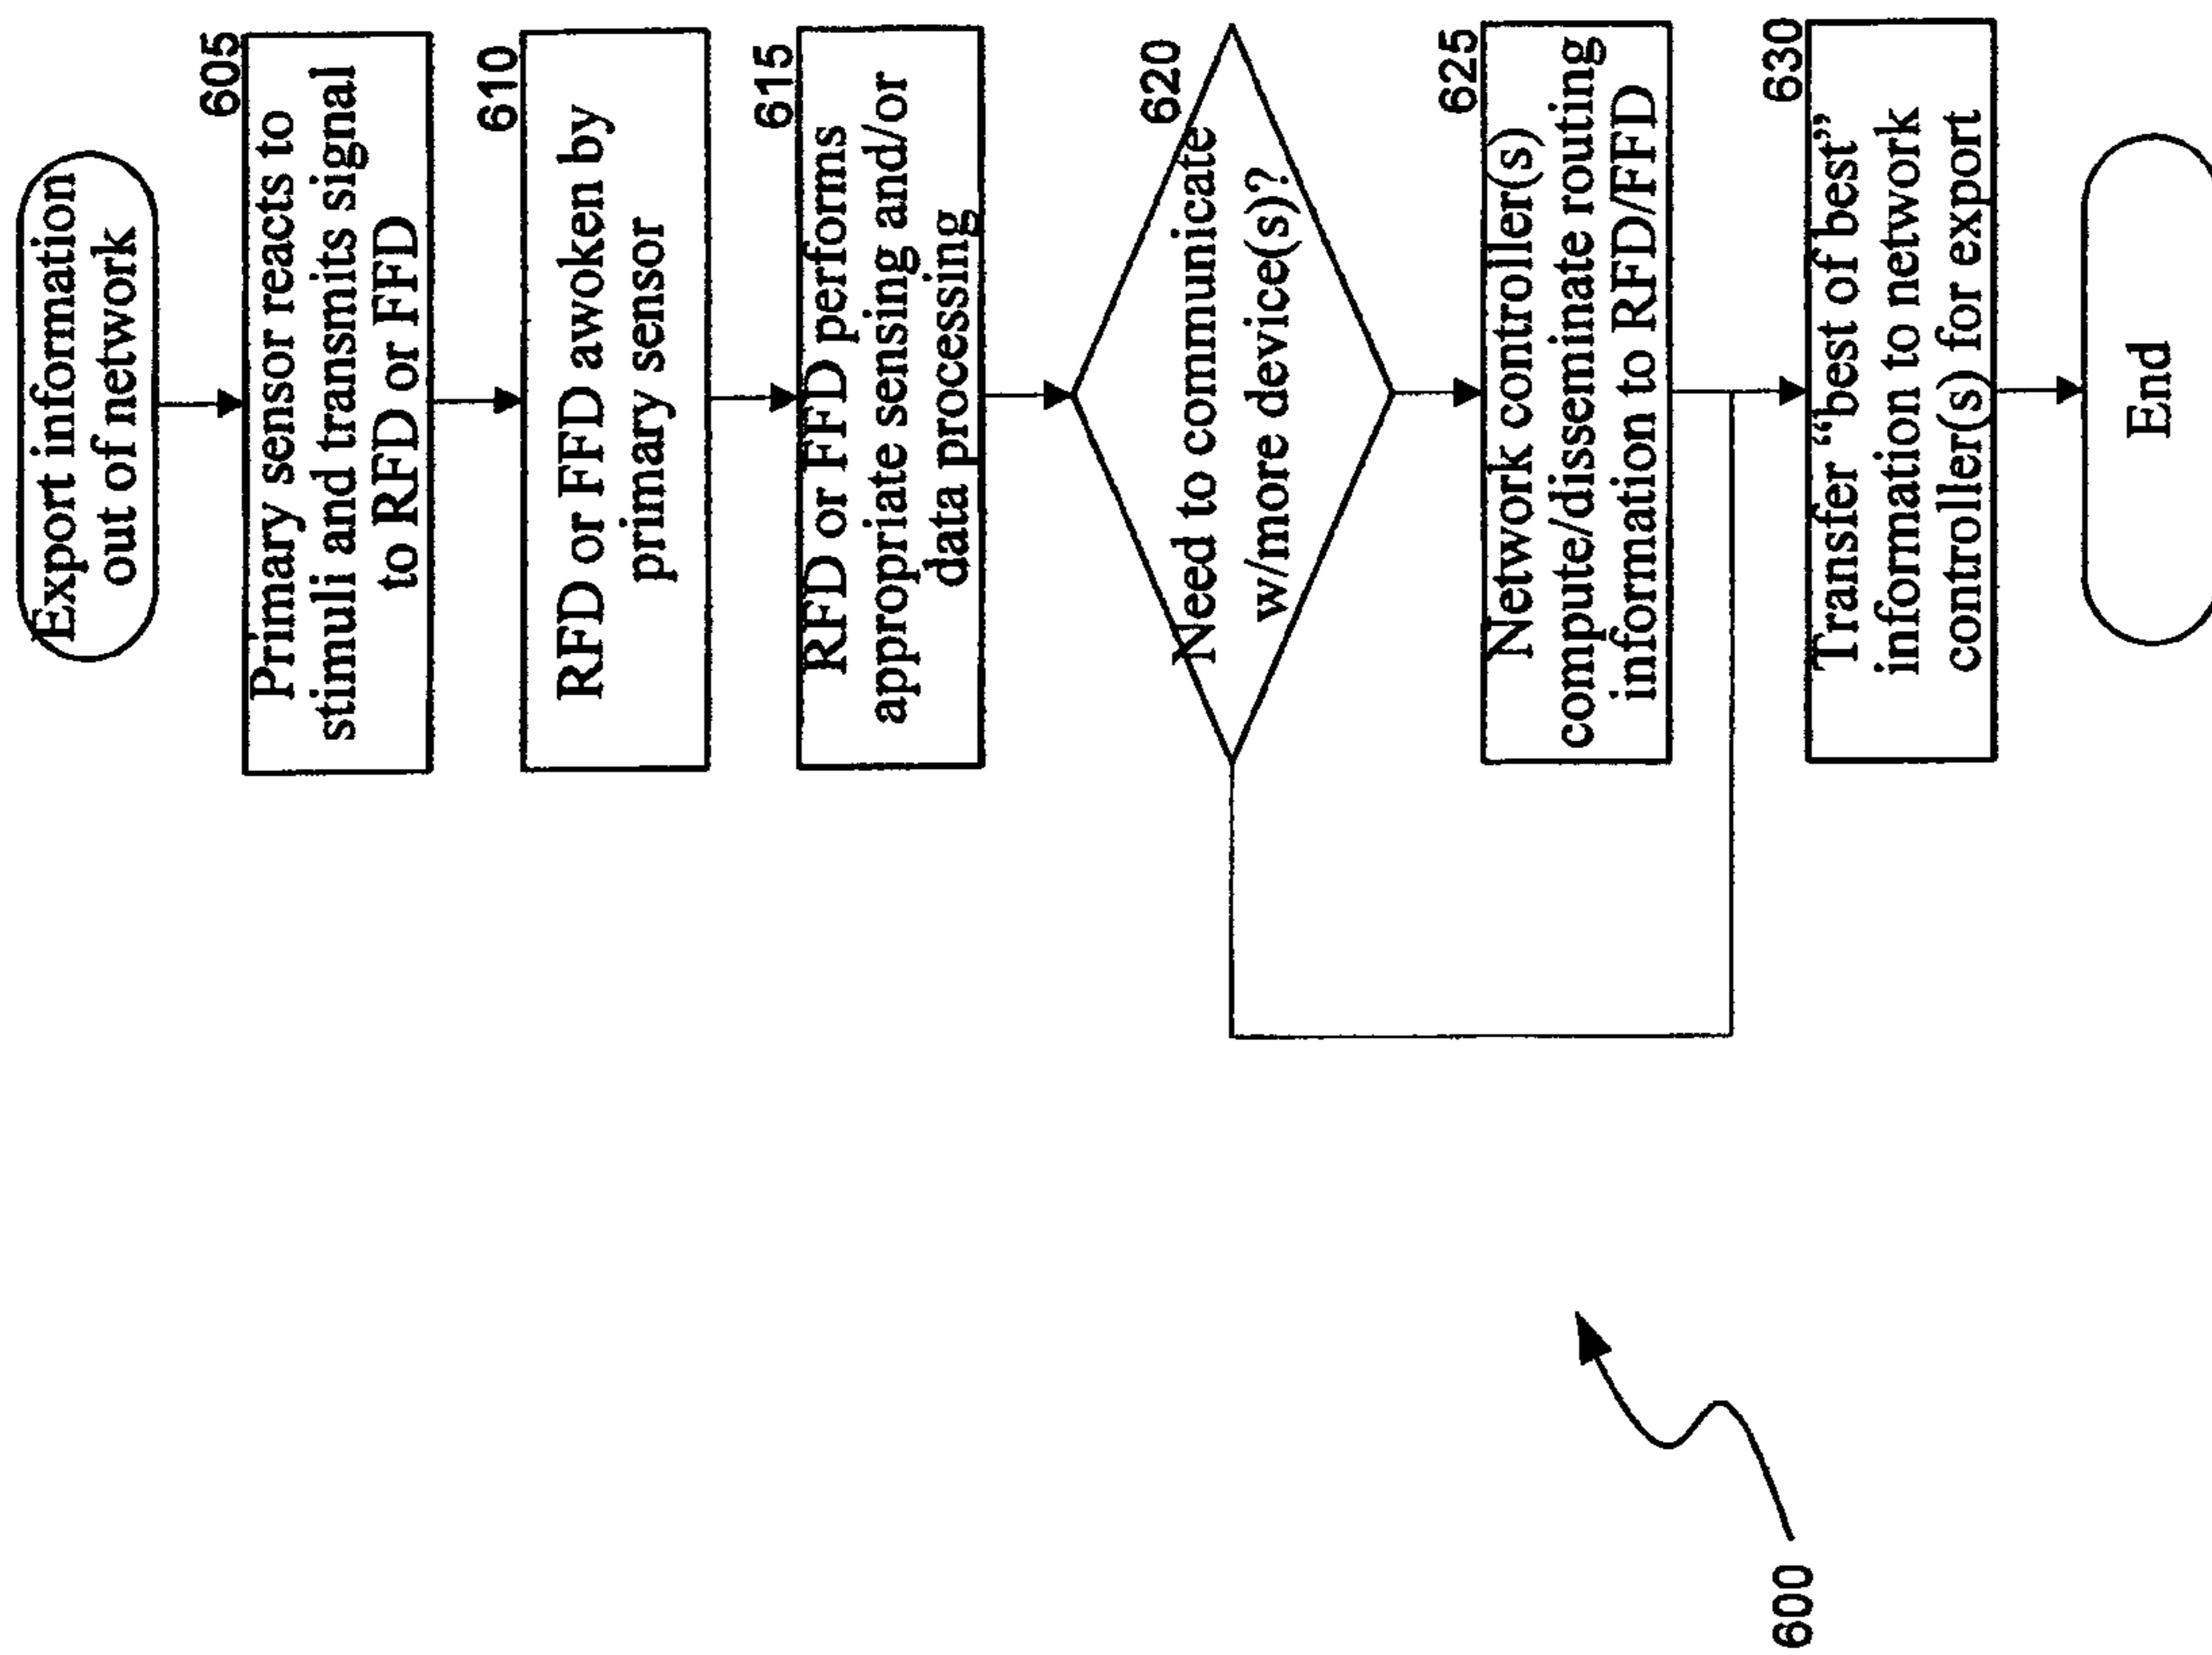 Export information
out of network
605
Primary sensor reacts to
stimuli and transmits signal
to RFD or FFD
610
RFD or FFD awoken by
primary sensor
615
RFD or FFD performs
appropriate sensing and/or
data processing
620
Need to communicate
w/more device(s)?
625
Network controller(s)
compute/disseminate routing
information to RFD/FFD
630
Transfer “best of best”
information to network
controller(s) for export
End
600